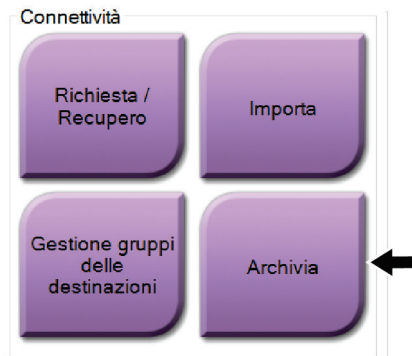 Connettività
Richiesta /
Recupero
Importa
Gestione gruppi
delle
destinazioni
Archivia